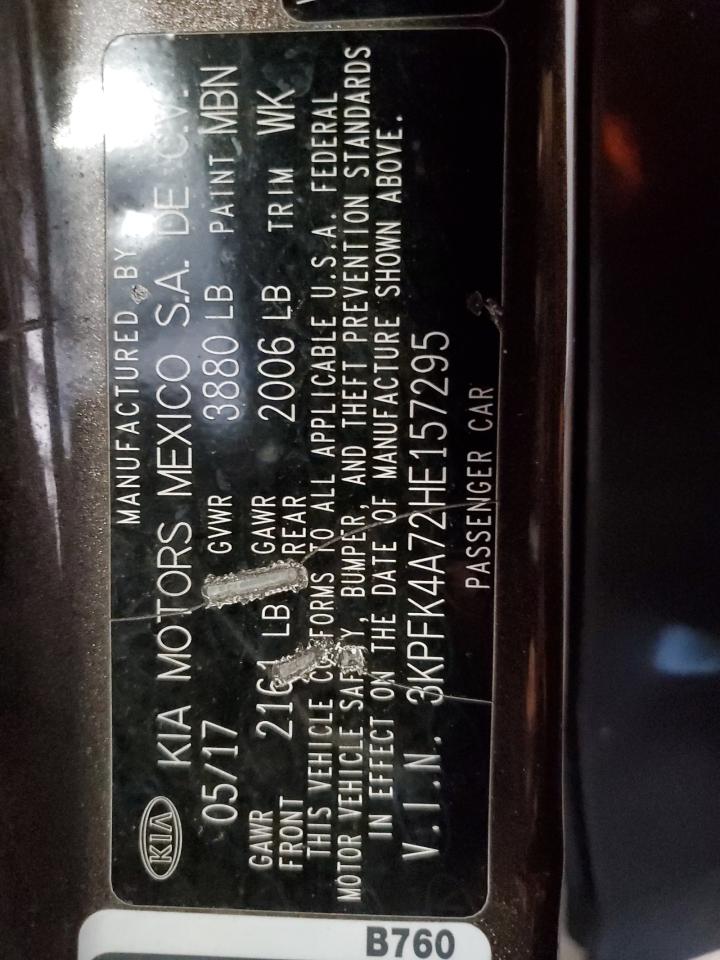 MANUFACTURED BY
KIA KIA MOTORS MEXICO S.A. DE C.V.
05/17 GVWR 3880 LB PAINT MBN
GAWR FRONT 2161 LB GAWR REAR 2006 LB TRIM WK
THIS VEHICLE CONFORMS TO ALL APPLICABLE U.S.A. FEDERAL
MOTOR VEHICLE SAFETY, BUMPER, AND THEFT PREVENTION STANDARDS
IN EFFECT ON THE DATE OF MANUFACTURE SHOWN ABOVE.
V.I.N. 3KPFK4A72HE157295
PASSENGER CAR
B760